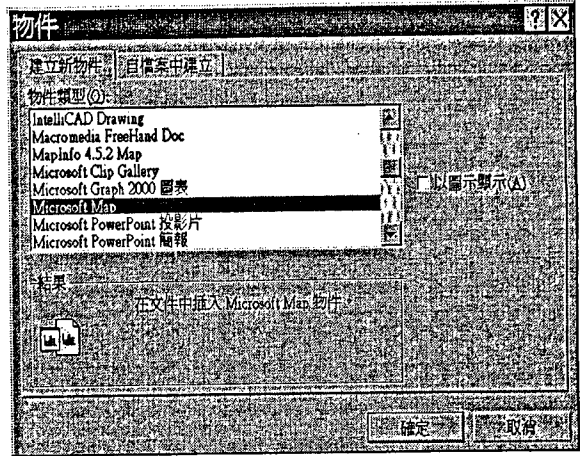 物件
建立新物件 自檔案中建立
物件類型(O):
IntelliCAD Drawing
Macromedia FreeHand Doc
MapInfo 4.5.2 Map
Microsoft Clip Gallery
Microsoft Graph 2000 圖表
Microsoft Map
Microsoft PowerPoint 投影片
Microsoft PowerPoint 簡報
以圖示顯示(A)
結果
在文件中插入 Microsoft Map 物件
確定 取消